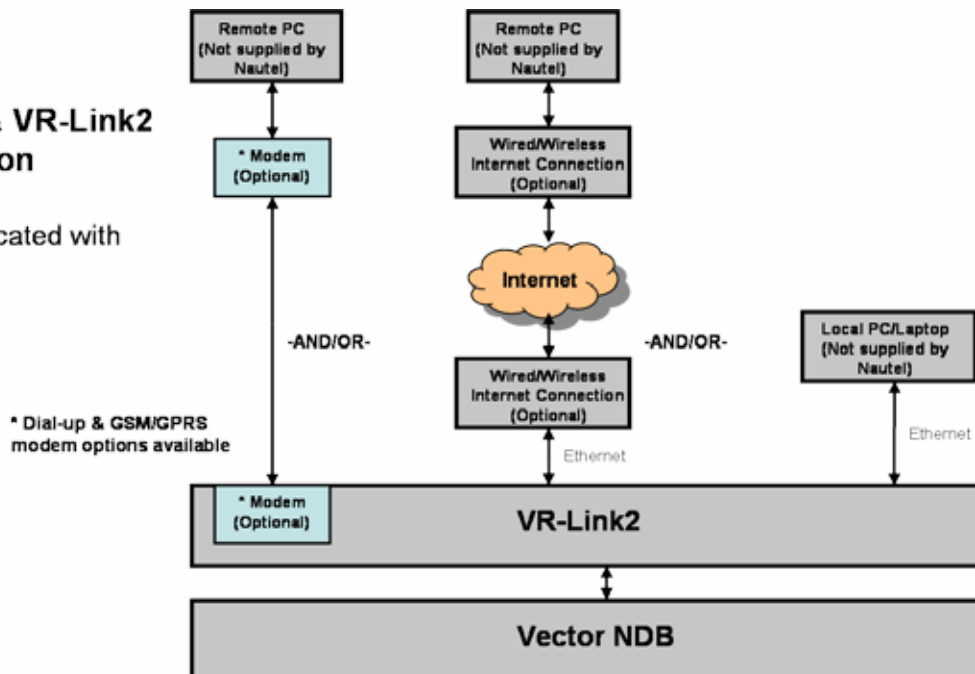 Remote PC
(Not supplied by
Nautel)
Remote PC
(Not supplied by
Nautel)
VR-Link2
on
* Modem
(Optional)
Wired/Wireless
Internet Connection
(Optional)
cated with
Internet
-AND/OR-
-AND/OR-
Local PC/Laptop
(Not supplied by
Nautel)
Wired/Wireless
Internet Connection
(Optional)
* Dial-up & GSM/GPRS
modem options available
Ethernet
Ethernet
* Modem
(Optional)
VR-Link2
Vector NDB